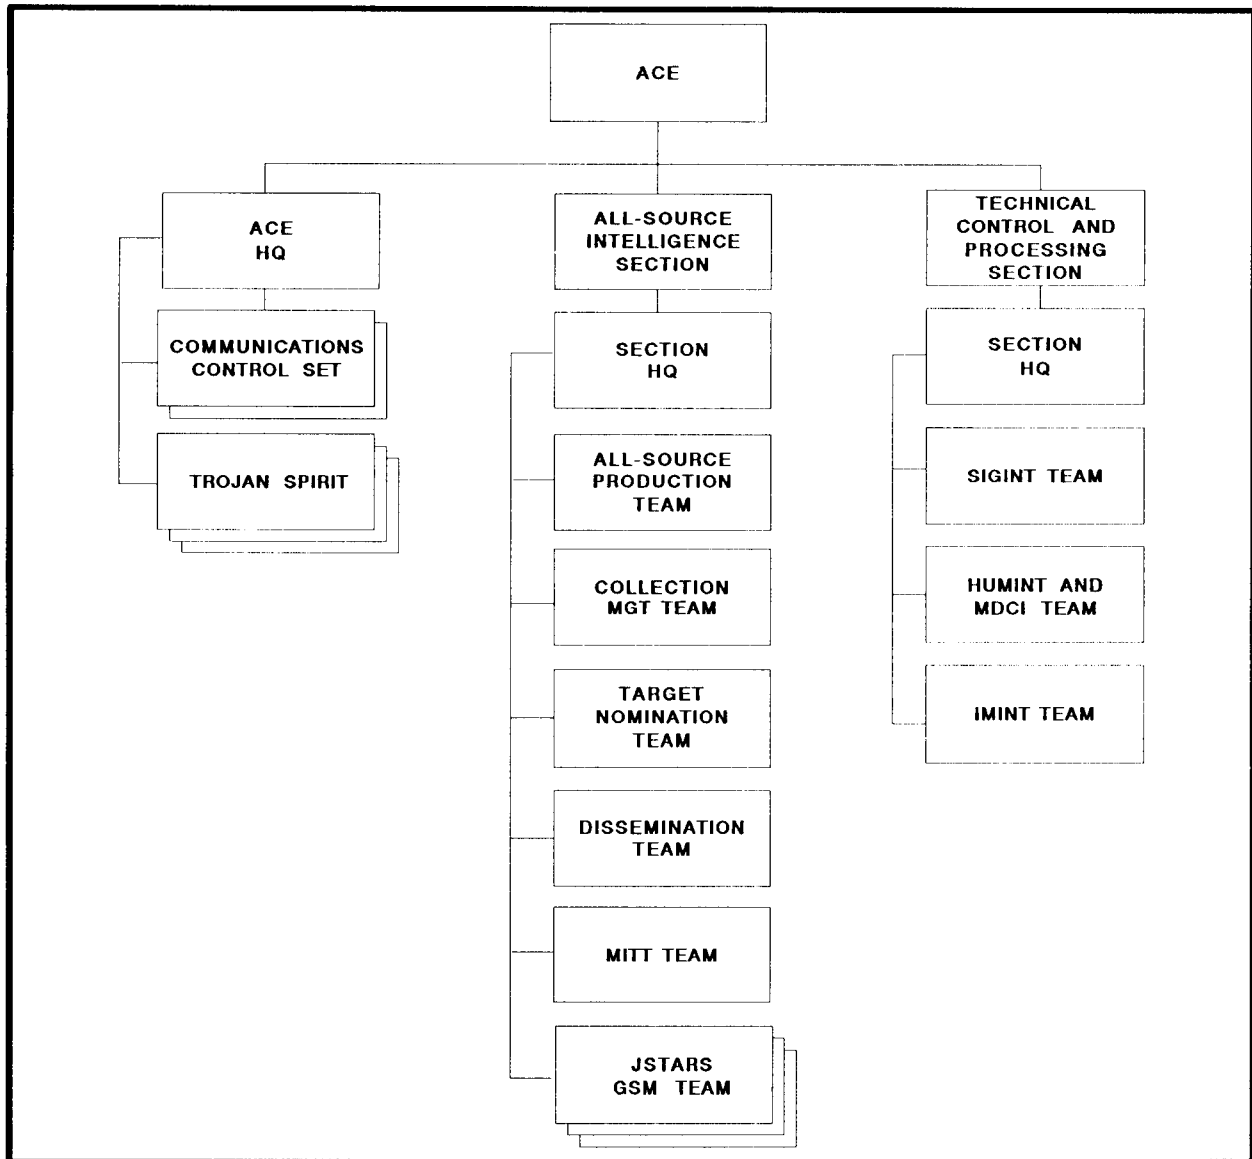 ACE
ACE
HQ
COMMUNICATIONS
CONTROL SET
TROJAN SPIRIT
ALL-SOURCE
INTELLIGENCE
SECTION
SECTION
HQ
ALL-SOURCE
PRODUCTION
TEAM
COLLECTION
MGT TEAM
TARGET
NOMINATION
TEAM
DISSEMINATION
TEAM
MITT TEAM
JSTARS
GSM TEAM
TECHNICAL
CONTROL AND
PROCESSING
SECTION
SECTION
HQ
SIGINT TEAM
HUMINT AND
MDCI TEAM
IMINT TEAM